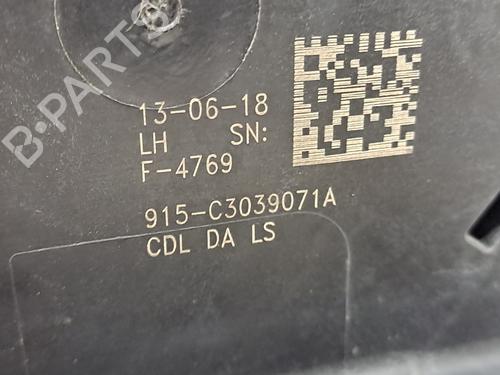 B-PARTS
13-06-18
LH SN:
F-4769
915-C3039071A
CDL DA LS